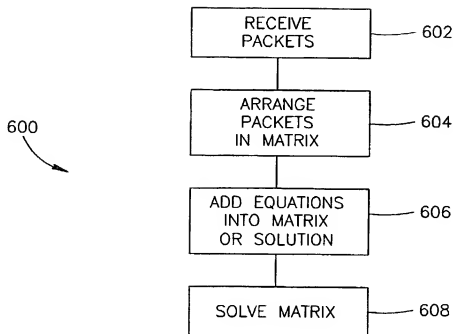 RECEIVE
PACKETS
602
ARRANGE
PACKETS
IN MATRIX
604
600
ADD EQUATIONS
INTO MATRIX
OR SOLUTION
606
SOLVE MATRIX
608